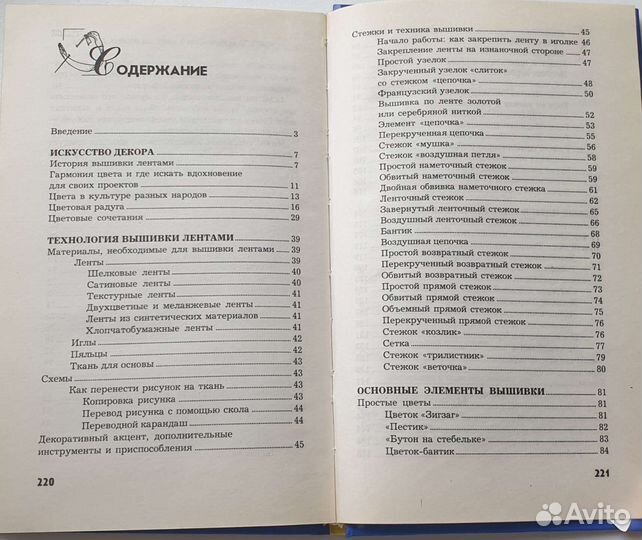 СОДЕРЖАНИЕ
Введение 3
ИСКУССТВО ДЕКОРА 7
История вышивки лентами 7
Гармония цвета и где искать вдохновение
для своих проектов 11
Цвета в культуре разных народов 13
Цветовая радуга 16
Цветовые сочетания 29
ТЕХНОЛОГИЯ ВЫШИВКИ ЛЕНТАМИ 39
Материалы, необходимые для вышивки лентами 39
Ленты 39
Шелковые ленты 40
Сатиновые ленты 40
Текстурные ленты 41
Двухцветные и меланжевые ленты 41
Ленты из синтетических материалов 41
Хлопчатобумажные ленты 41
Иглы 42
Пяльцы 42
Ткань для основы 43
Схемы 43
Как перенести рисунок на ткань 43
Копировка рисунка 43
Перевод рисунка с помощью скола 44
Переводной карандаш 44
Декоративный акцент, дополнительные
инструменты и приспособления 45
220
Стежки и техника вышивки 45
Начало работы: как закрепить ленту в иголке 46
Закрепление ленты на изнаночной стороне 47
Простой узелок 47
Закрученный узелок «слиток»
со стежком «цепочка» 48
Французский узелок 50
Вышивка по ленте золотой
или серебряной ниткой 52
Элемент «цепочка» 53
Перекрученная цепочка 55
Стежок «мушка» 56
Стежок «воздушная петля» 58
Простой наметочный стежок 59
Обвитый наметочный стежок 59
Двойная обвивка наметочного стежка 61
Ленточный стежок 62
Завернутый ленточный стежок 65
Воздушный ленточный стежок 66
Бантик 68
Воздушная цепочка 69
Простой возвратный стежок 70
Перекрученный возвратный стежок 71
Обвитый возвратный стежок 72
Простой прямой стежок 73
Обвитый прямой стежок 74
Объемный прямой стежок 75
Перекрученный прямой стежок 76
Стежок «козлик» 76
Сетка 77
Стежок «трилистник» 79
Стежок «веточка» 80
ОСНОВНЫЕ ЭЛЕМЕНТЫ ВЫШИВКИ 81
Простые цветы 81
Цветок «Зигзаг» 81
«Пестик» 82
«Бутон на стебельке» 83
Цветок-бантик 84
221
Avito